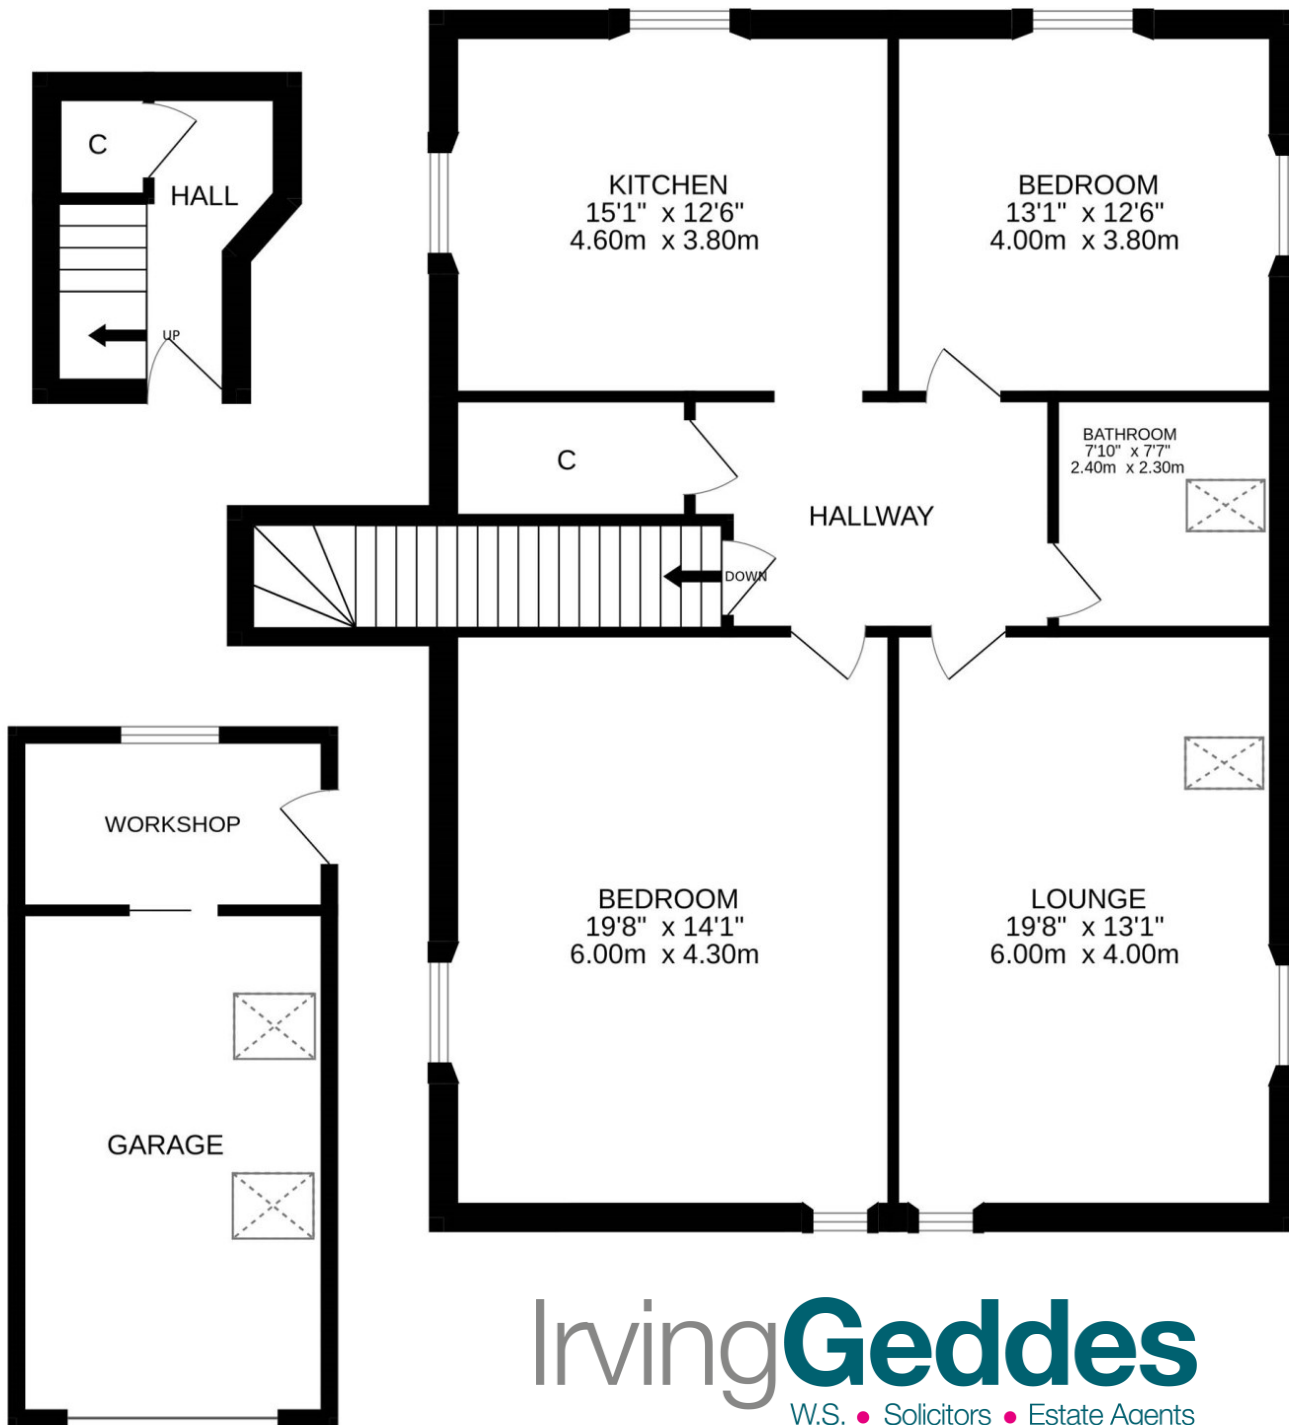 C
HALL
UP
KITCHEN
15'1" x 12'6"
4.60m x 3.80m
BEDROOM
13'1" x 12'6"
4.00m x 3.80m
C
HALLWAY
DOWN
BATHROOM
7'10" x 7'7"
2.40m x 2.30m
WORKSHOP
GARAGE
BEDROOM
19'8" x 14'1"
6.00m x 4.30m
LOUNGE
19'8" x 13'1"
6.00m x 4.00m
IrvingGeddes
W.S. • Solicitors • Estate Agents